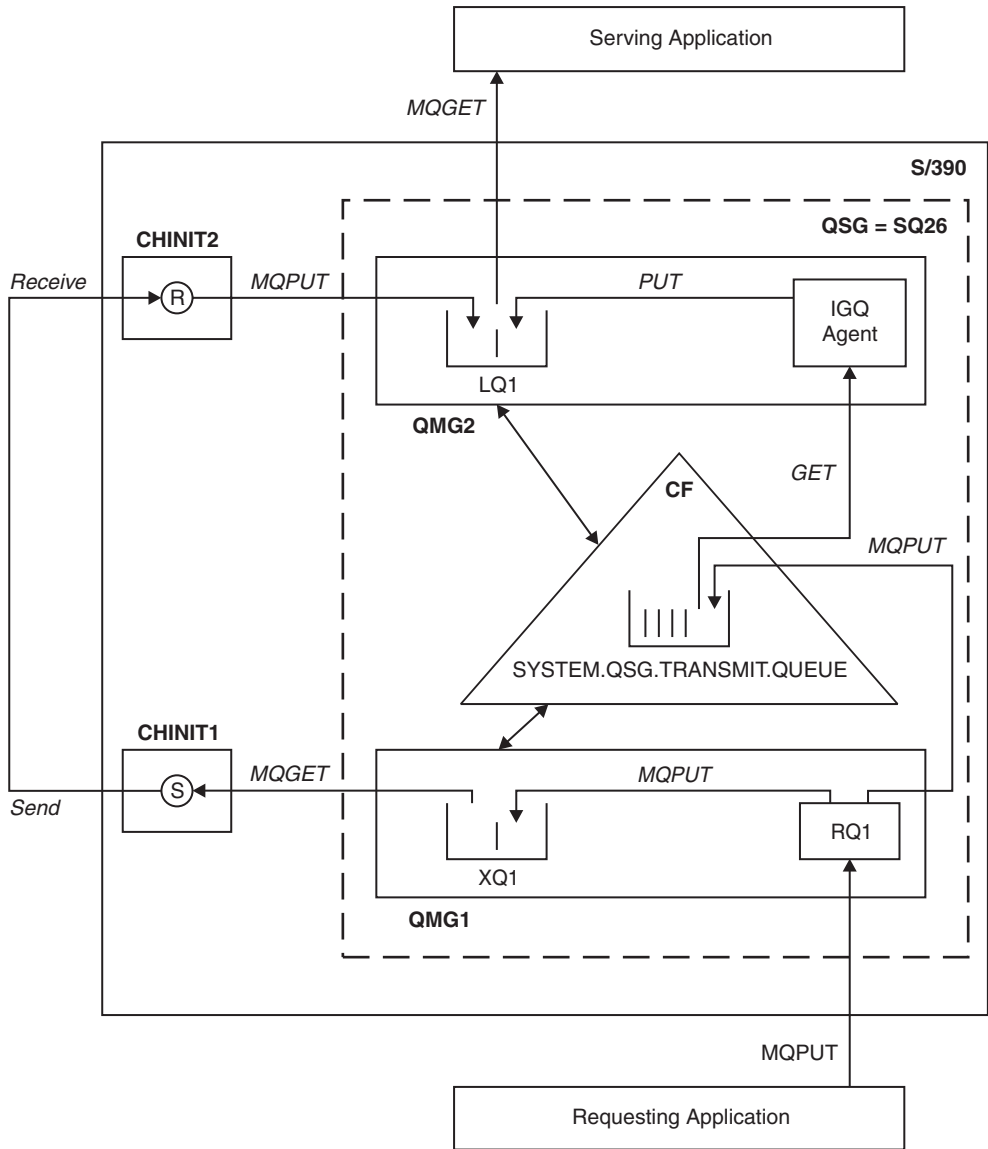 Serving Application
MQGET
S/390
QSG = SQ26
CHINIT2
Receive
R
MQPUT
PUT
IGQ
Agent
LQ1
QMG2
CF
GET
MQPUT
SYSTEM.QSG.TRANSMIT.QUEUE
CHINIT1
S
MQGET
MQPUT
Send
RQ1
XQ1
QMG1
MQPUT
Requesting Application